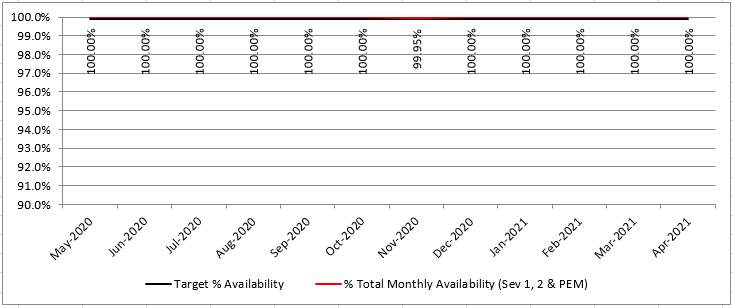 100.0%
99.0%
98.0%
97.0%
96.0%
95.0%
94.0%
93.0%
92.0%
91.0%
90.0%
100.00%
100.00%
100.00%
100.00%
100.00%
100.00%
99.95%
100.00%
100.00%
100.00%
100.00%
100.00%
May-2020
Jun-2020
Jul-2020
Aug-2020
Sep-2020
Oct-2020
Nov-2020
Dec-2020
Jan-2021
Feb-2021
Mar-2021
Apr-2021
Target % Availability
% Total Monthly Availability (Sev 1, 2 & PEM)